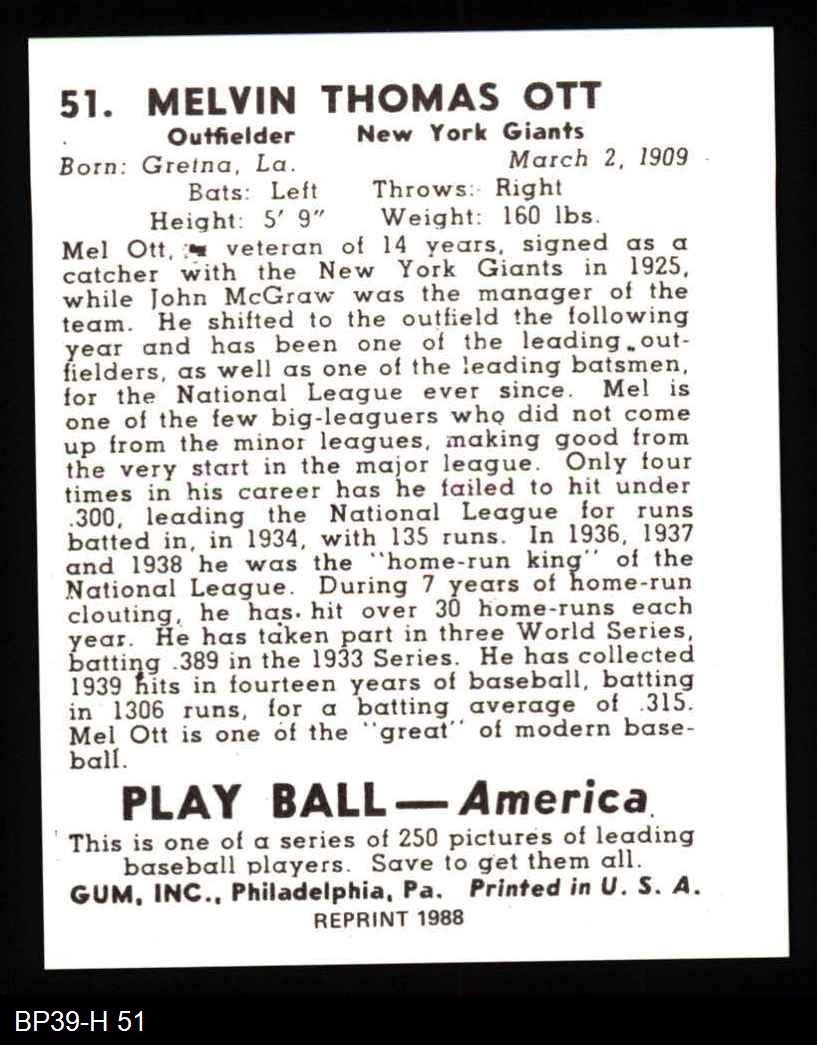 51. MELVIN THOMAS OTT
Outfielder New York Giants
Born: Gretna, La. March 2, 1909
Bats: Left Throws: Right
Height: 5' 9" Weight: 160 lbs.
Mel Ott, veteran of 14 years, signed as a
catcher with the New York Giants in 1925,
while John McGraw was the manager of the
team. He shifted to the outfield the following
year and has been one of the leading out-
fielders, as well as one of the leading batsmen,
for the National League ever since. Mel is
one of the few big-leaguers who did not come
up from the minor leagues, making good from
the very start in the major league. Only four
times in his career has he failed to hit under
.300, leading the National League for runs
batted in, in 1934, with 135 runs. In 1936, 1937
and 1938 he was the "home-run king" of the
National League. During 7 years of home-run
clouting, he has hit over 30 home-runs each
year. He has taken part in three World Series,
batting .389 in the 1933 Series. He has collected
1939 hits in fourteen years of baseball, batting
in 1306 runs, for a batting average of .315.
Mel Ott is one of the "great" of modern base-
ball.
PLAY BALL—America
This is one of a series of 250 pictures of leading
baseball players. Save to get them all.
GUM, INC., Philadelphia, Pa. Printed in U. S. A.
REPRINT 1988
BP39-H 51